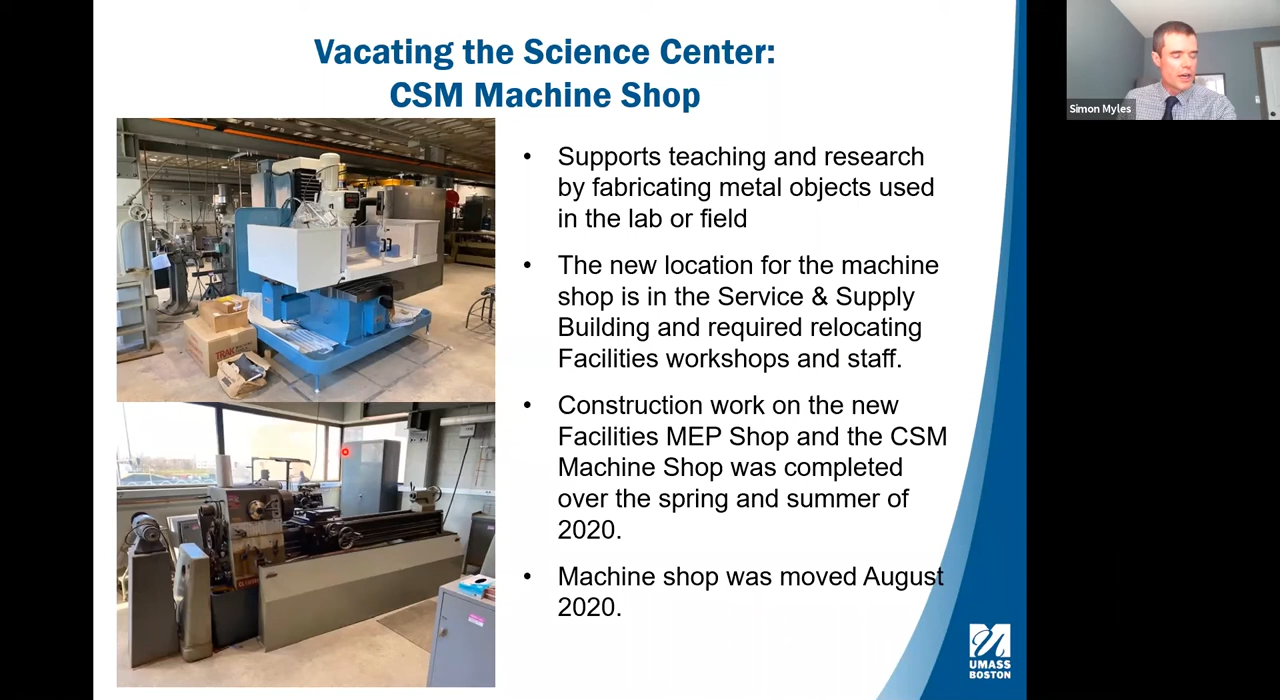 Vacating the Science Center:
CSM Machine Shop
Simon Myles
• Supports teaching and research
by fabricating metal objects used
in the lab or field
• The new location for the machine
shop is in the Service & Supply
Building and required relocating
Facilities workshops and staff.
• Construction work on the new
Facilities MEP Shop and the CSM
Machine Shop was completed
over the spring and summer of
2020.
• Machine shop was moved August
2020.
TRAK
UMASS
BOSTON